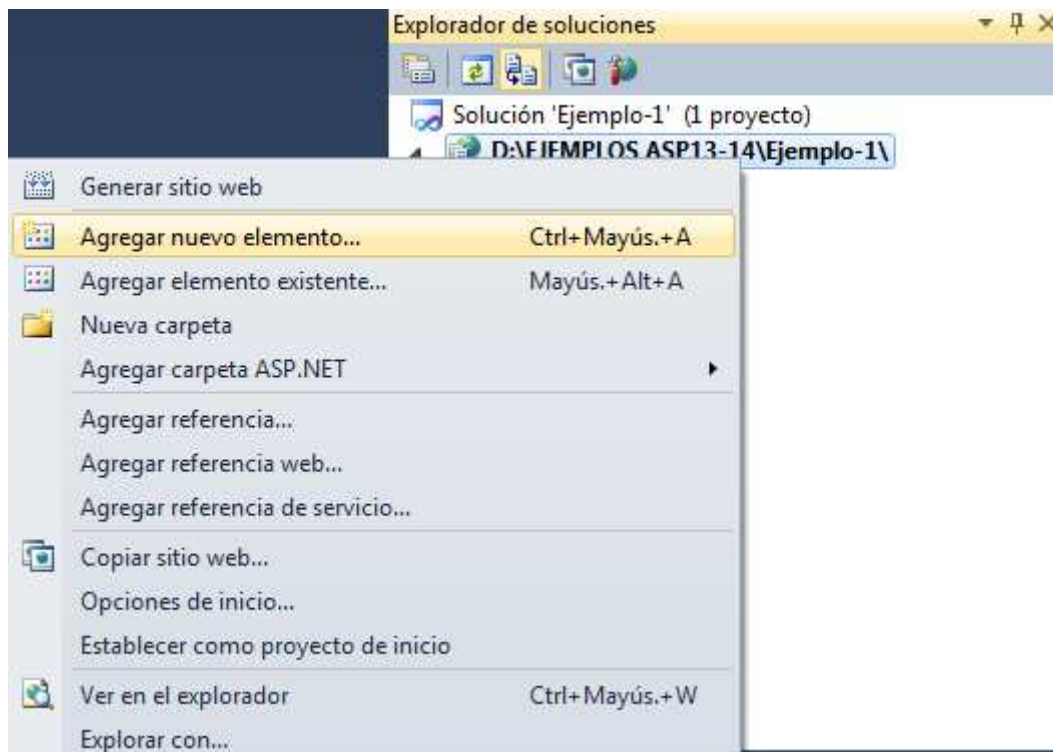 Explorador de soluciones
Solución 'Ejemplo-1' (1 proyecto)
D:\EJEMPLOS ASP13-14\Ejemplo-1\
Generar sitio web
Agregar nuevo elemento... Ctrl+Mayús.+A
Agregar elemento existente... Mayús.+Alt+A
Nueva carpeta
Agregar carpeta ASP.NET
Agregar referencia...
Agregar referencia web...
Agregar referencia de servicio...
Copiar sitio web...
Opciones de inicio...
Establecer como proyecto de inicio
Ver en el explorador Ctrl+Mayús.+W
Explorar con...